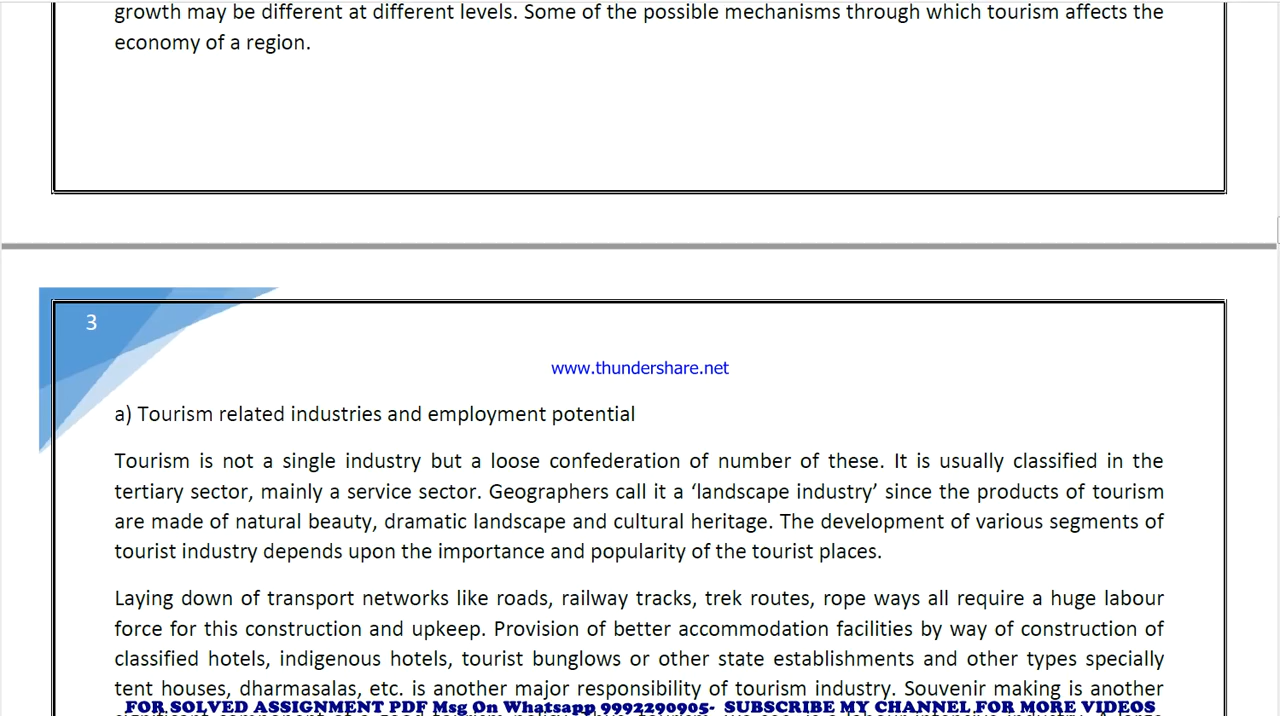 growth may be different at different levels. Some of the possible mechanisms through which tourism affects the
economy of a region.
3
www.thundershare.net
a) Tourism related industries and employment potential
Tourism is not a single industry but a loose confederation of number of these. It is usually classified in the
tertiary sector, mainly a service sector. Geographers call it a ‘landscape industry’ since the products of tourism
are made of natural beauty, dramatic landscape and cultural heritage. The development of various segments of
tourist industry depends upon the importance and popularity of the tourist places.
Laying down of transport networks like roads, railway tracks, trek routes, rope ways all require a huge labour
force for this construction and upkeep. Provision of better accommodation facilities by way of construction of
classified hotels, indigenous hotels, tourist bunglows or other state establishments and other types specially
tent houses, dharmasalas, etc. is another major responsibility of tourism industry. Souvenir making is another
FOR SOLVED ASSIGNMENT PDF Msg On Whatsapp 9992290905- SUBSCRIBE MY CHANNEL FOR MORE VIDEOS